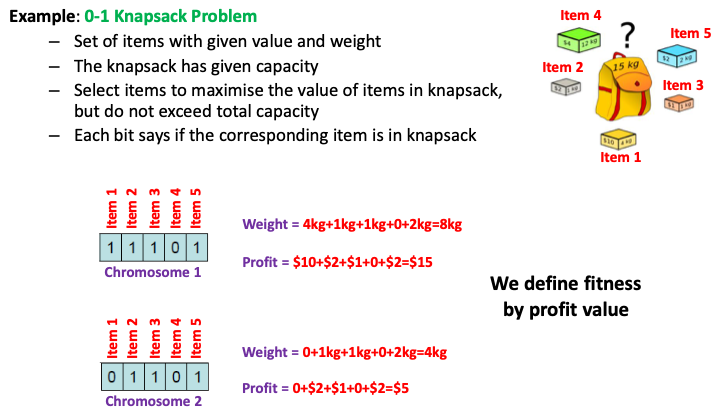 Example: 0-1 Knapsack Problem
– Set of items with given value and weight
– The knapsack has given capacity
– Select items to maximise the value of items in knapsack,
but do not exceed total capacity
– Each bit says if the corresponding item is in knapsack
Item 4
$4 12 kg
?
Item 5
$2 2 kg
Item 2
$2 1 kg
15 kg
Item 3
$1 1 kg
$10 4 kg
Item 1
Item 1
Item 2
Item 3
Item 4
Item 5
1 1 1 0 1
Chromosome 1
Weight = 4kg+1kg+1kg+0+2kg=8kg
Profit = $10+$2+$1+0+$2=$15
We define fitness
by profit value
Item 1
Item 2
Item 3
Item 4
Item 5
0 1 1 0 1
Chromosome 2
Weight = 0+1kg+1kg+0+2kg=4kg
Profit = 0+$2+$1+0+$2=$5